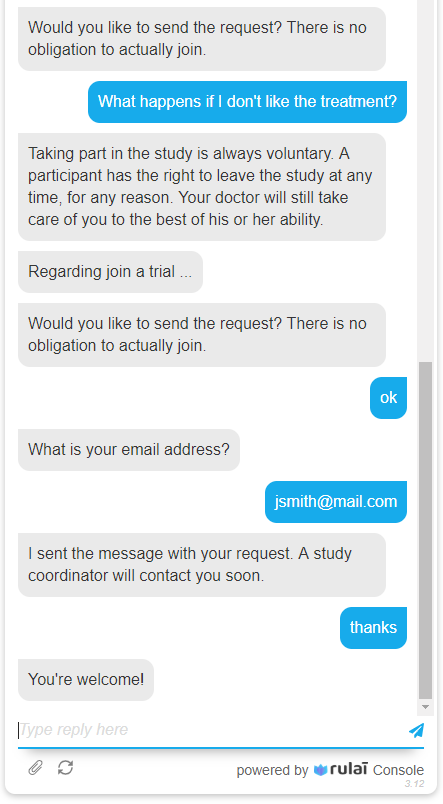 Would you like to send the request? There is no
obligation to actually join.
What happens if I don't like the treatment?
Taking part in the study is always voluntary. A
participant has the right to leave the study at any
time, for any reason. Your doctor will still take
care of you to the best of his or her ability.
Regarding join a trial ...
Would you like to send the request? There is no
obligation to actually join.
ok
What is your email address?
jsmith@mail.com
I sent the message with your request. A study
coordinator will contact you soon.
thanks
You're welcome!
Type reply here
powered by rulai Console
3.12